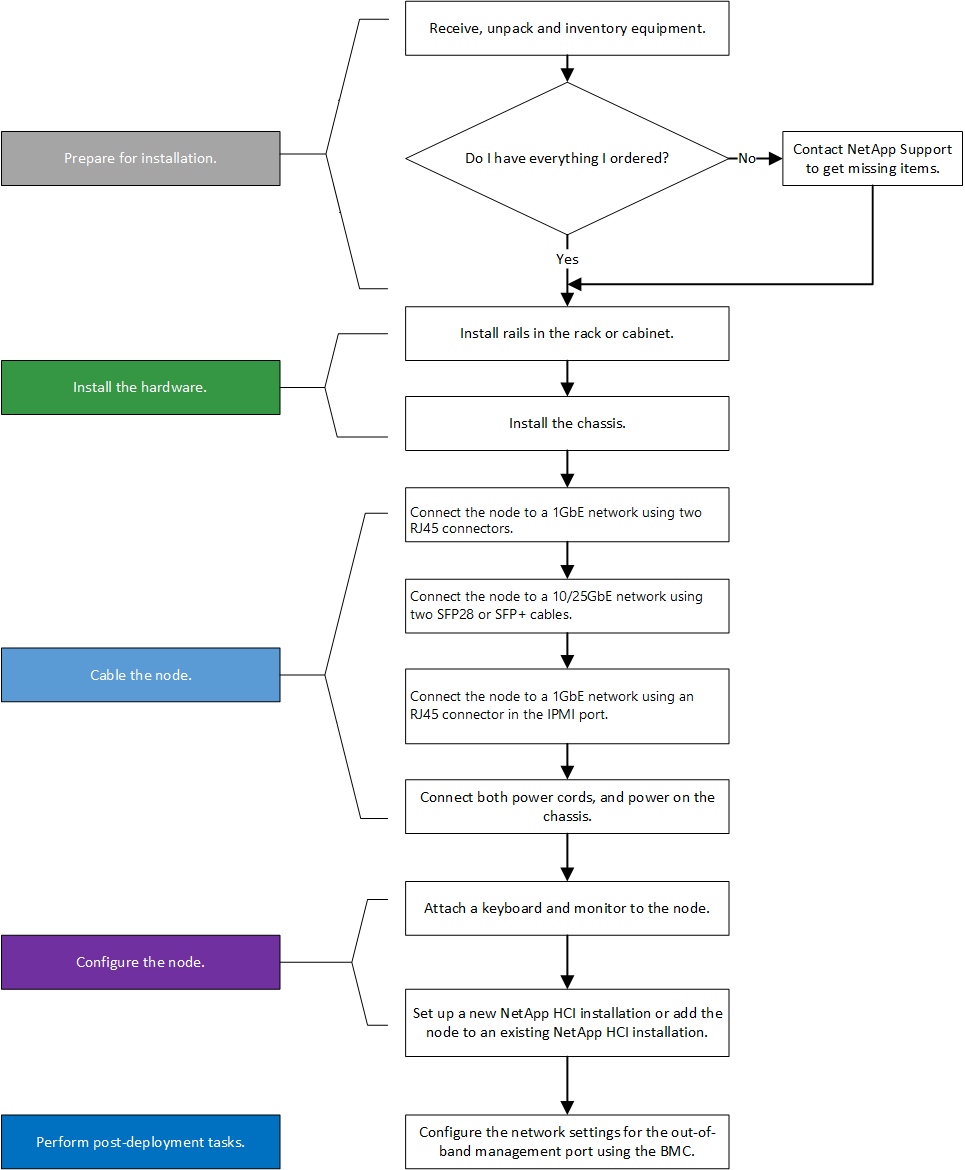 Receive, unpack and inventory equipment.
Prepare for installation.
Do I have everything I ordered?
No
Contact NetApp Support
to get missing items.
Yes
Install rails in the rack or cabinet.
Install the hardware.
Install the chassis.
Connect the node to a 1GbE network using two
RJ45 connectors.
Connect the node to a 10/25GbE network using
two SFP28 or SFP+ cables.
Cable the node.
Connect the node to a 1GbE network using an
RJ45 connector in the IPMI port.
Connect both power cords, and power on the
chassis.
Attach a keyboard and monitor to the node.
Configure the node.
Set up a new NetApp HCI installation or add the
node to an existing NetApp HCI installation.
Perform post-deployment tasks.
Configure the network settings for the out-of-
band management port using the BMC.